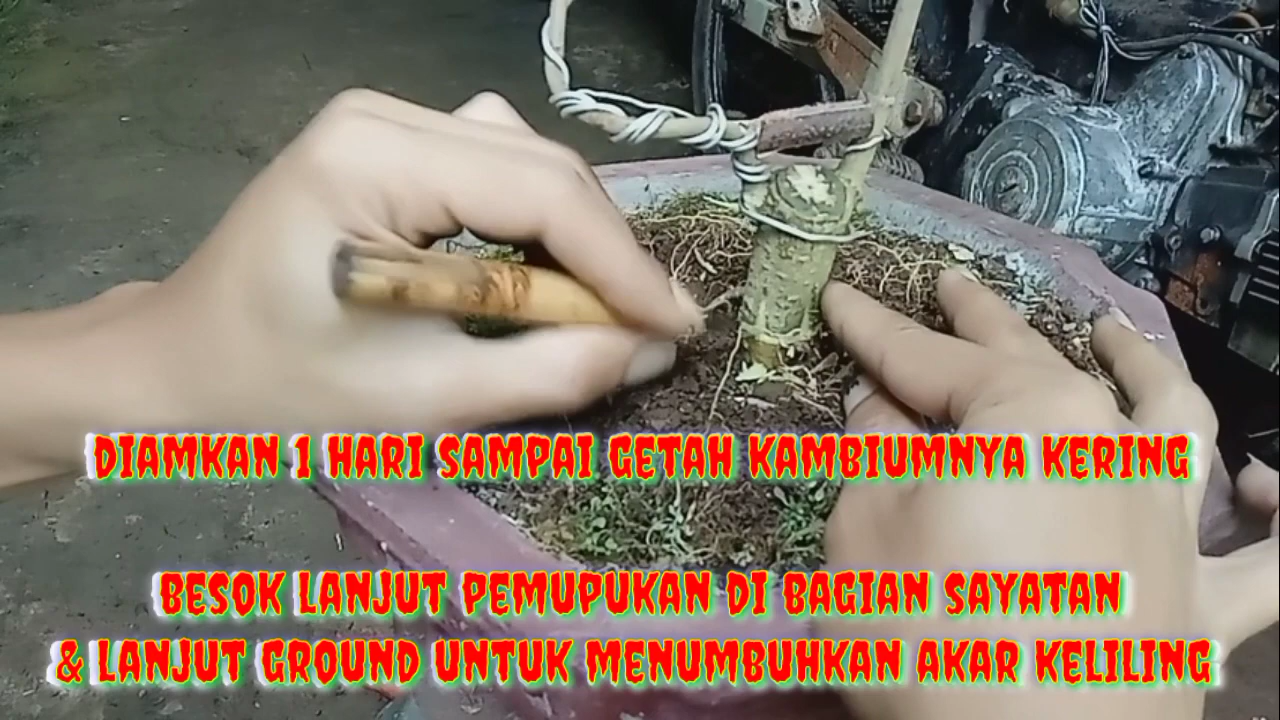 DIAMKAN 1 HARI SAMPAI GETAH KAMBIUMNYA KERING
BESOK LANJUT PEMUPUKAN DI BAGIAN SAYATAN
& LANJUT GROUND UNTUK MENUMBUHKAN AKAR KELILING